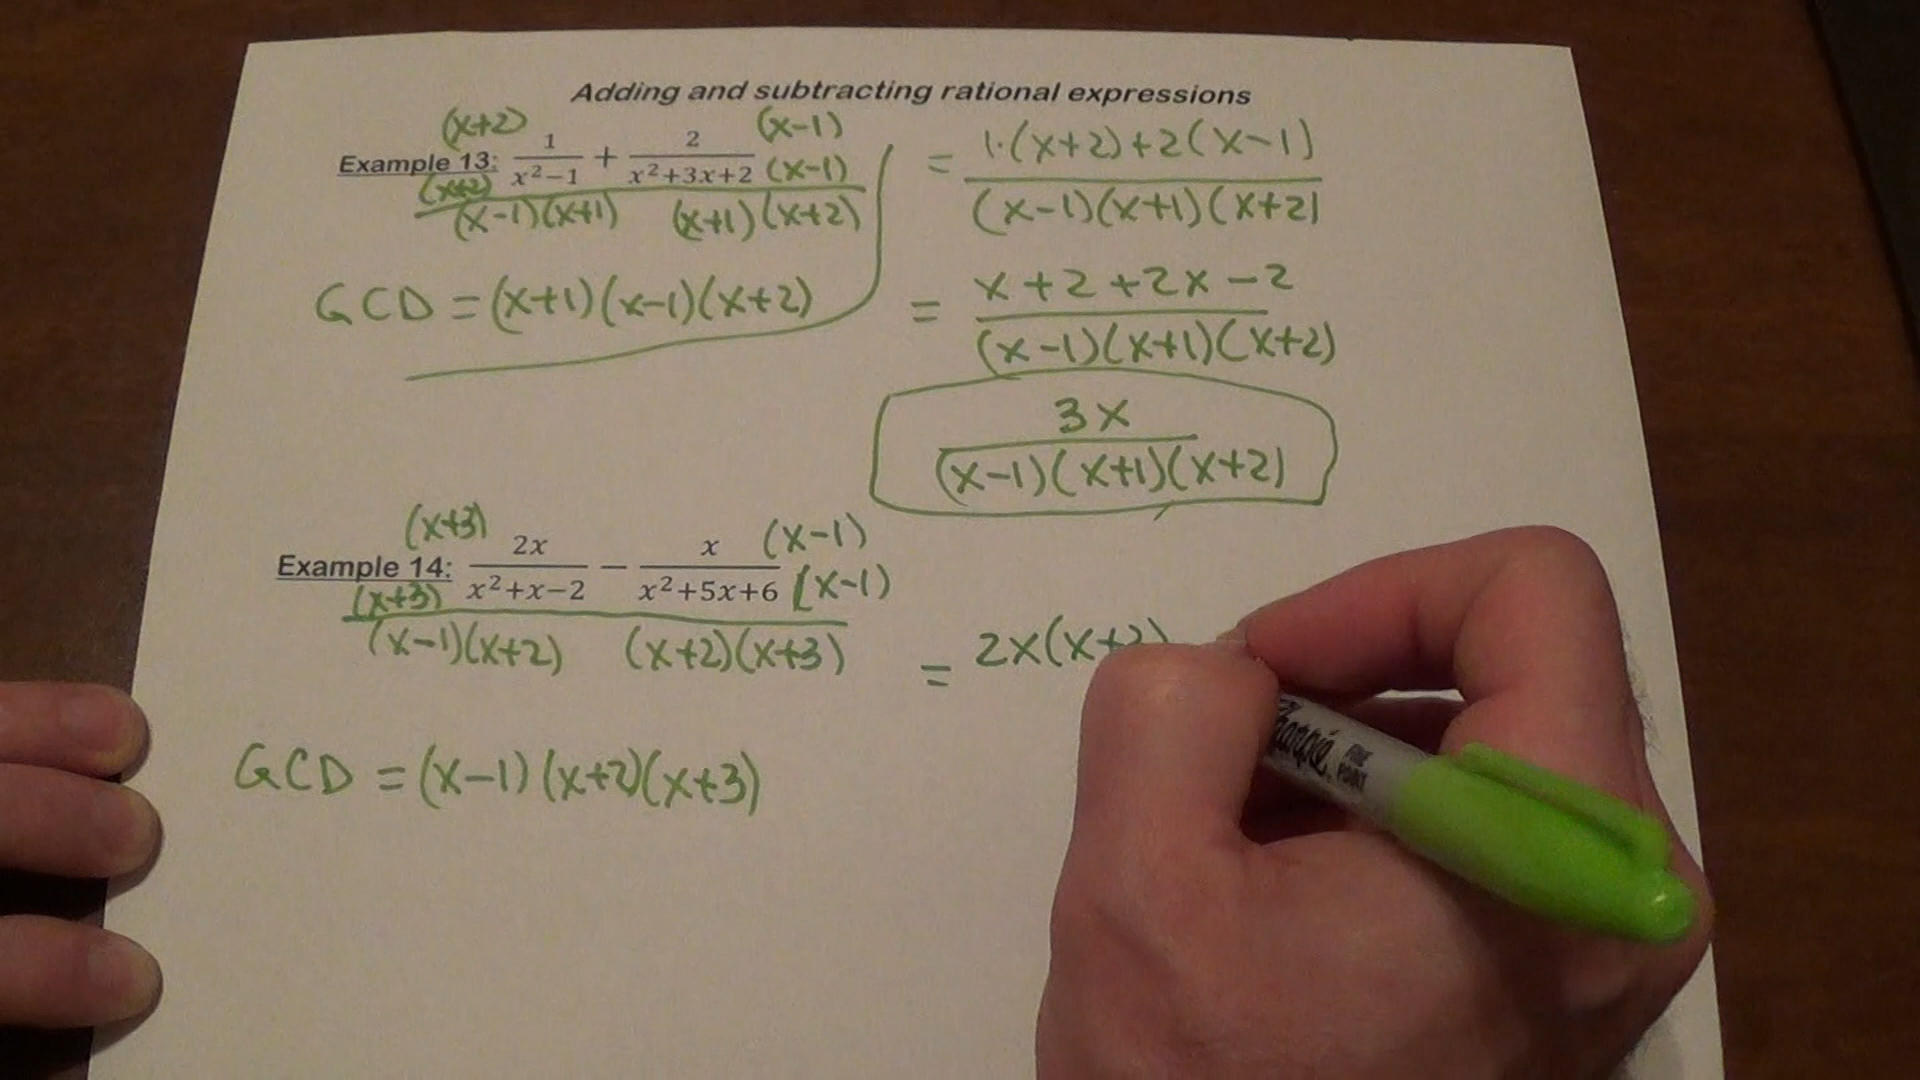 Adding and subtracting rational expressions
(x+2) (x-1)
Example 13: 1/(x²-1) + 2/(x²+3x+2) (x-1) = 1·(x+2)+2(x-1)
(x+2)
(x-1)(x+1) (x+1)(x+2) (x-1)(x+1)(x+2)
GCD = (x+1)(x-1)(x+2) = x+2+2x-2
(x-1)(x+1)(x+2)
3x
(x-1)(x+1)(x+2)
(x+3) (x-1)
Example 14: 2x/(x²+x-2) − x/(x²+5x+6) (x-1)
(x+3)
(x-1)(x+2) (x+2)(x+3) = 2x(x+
GCD = (x-1)(x+2)(x+3)
Sharpie.
FINE
POINT